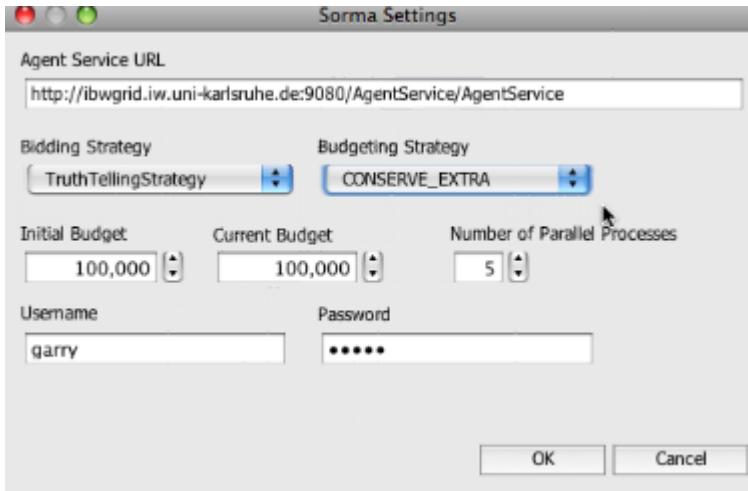 Sorma Settings
Agent Service URL
http://ibwgrid.iw.uni-karlsruhe.de:9080/AgentService/AgentService
Bidding Strategy Budgeting Strategy
TruthTellingStrategy CONSERVE_EXTRA
Initial Budget Current Budget Number of Parallel Processes
100,000 100,000 5
Username Password
garry •••••
OK Cancel